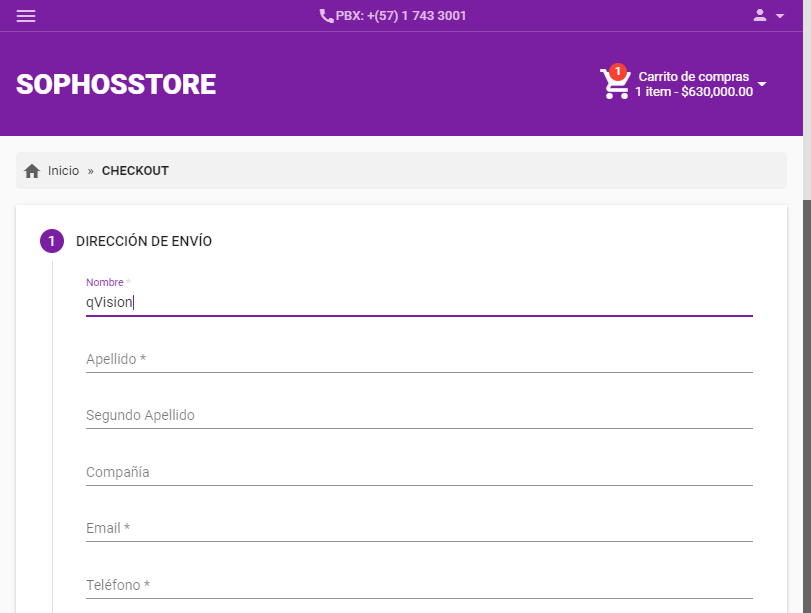 PBX: +(57) 1 743 3001
SOPHOSSTORE
1
Carrito de compras
1 item - $630,000.00
Inicio » CHECKOUT
1 DIRECCIÓN DE ENVÍO
Nombre *
qVision
Apellido *
Segundo Apellido
Compañía
Email *
Teléfono *